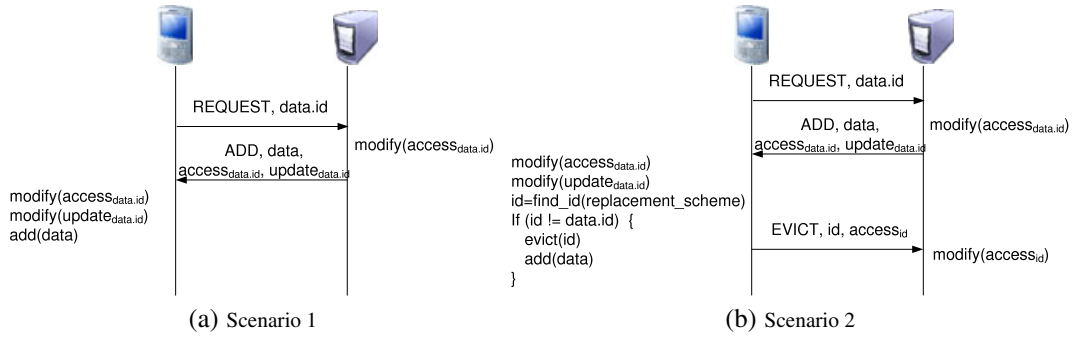 REQUEST, data.id
modify(access_data.id)
ADD, data,
access_data.id, update_data.id
modify(access_data.id)
modify(update_data.id)
add(data)
(a) Scenario 1
REQUEST, data.id
modify(access_data.id)
ADD, data,
access_data.id, update_data.id
modify(access_data.id)
modify(update_data.id)
id=find_id(replacement_scheme)
If (id != data.id) {
evict(id)
add(data)
}
EVICT, id, access_id
modify(access_id)
(b) Scenario 2